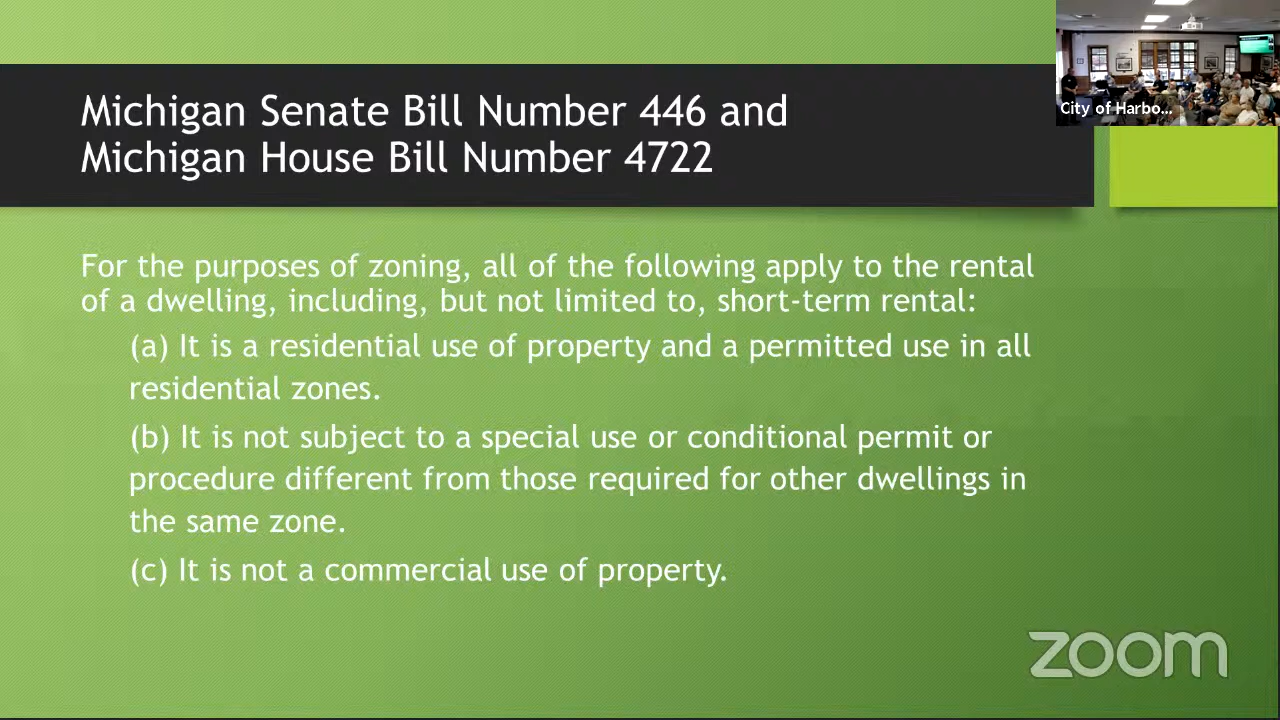 Michigan Senate Bill Number 446 and
Michigan House Bill Number 4722
City of Harbo...
For the purposes of zoning, all of the following apply to the rental
of a dwelling, including, but not limited to, short-term rental:
(a) It is a residential use of property and a permitted use in all
residential zones.
(b) It is not subject to a special use or conditional permit or
procedure different from those required for other dwellings in
the same zone.
(c) It is not a commercial use of property.
zoom